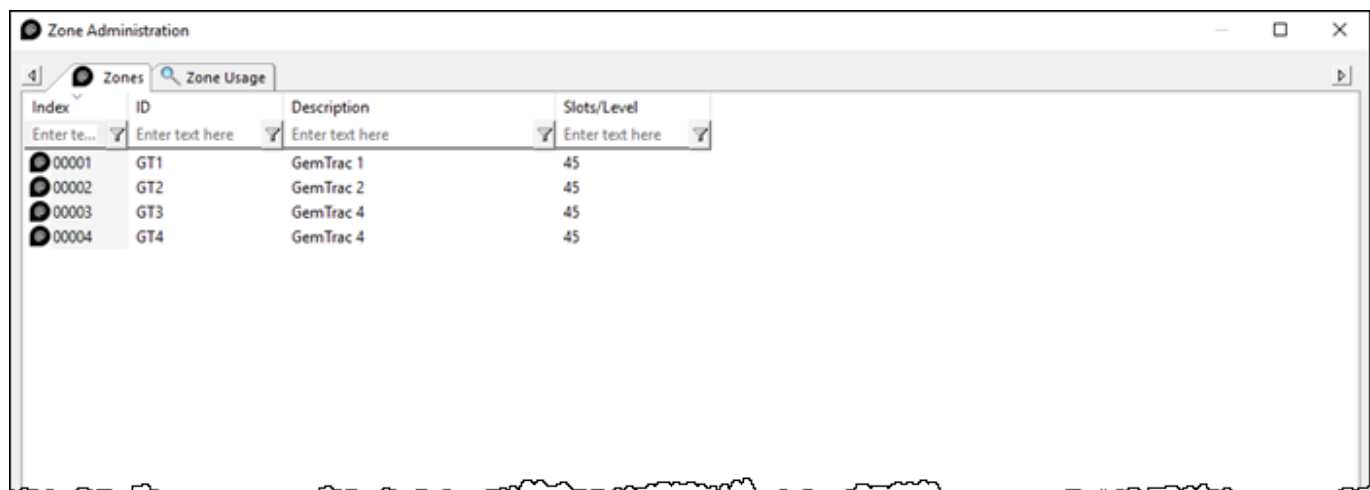 Zone Administration
Zones Zone Usage
Index ID Description Slots/Level
Enter te... Enter text here Enter text here Enter text here
00001 GT1 GemTrac 1 45
00002 GT2 GemTrac 2 45
00003 GT3 GemTrac 4 45
00004 GT4 GemTrac 4 45